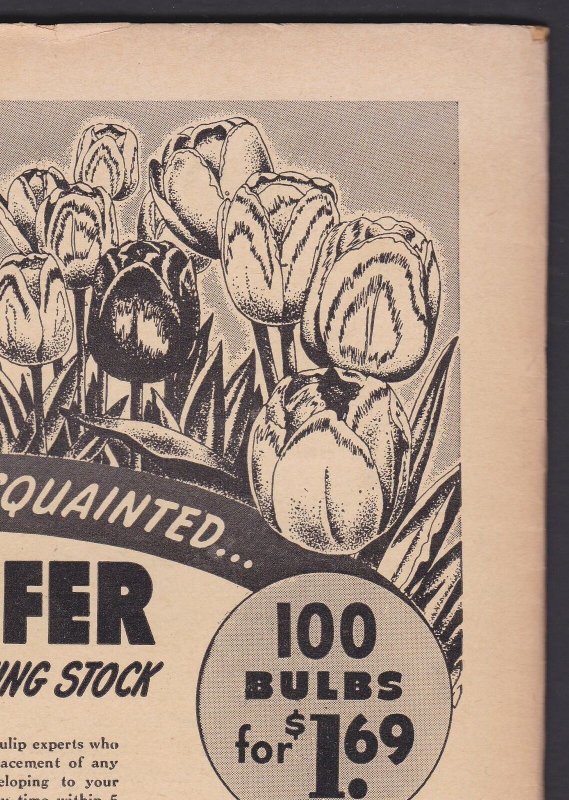 CQUAINTED...
FER
ING STOCK
100
BULBS
for $1.69
ulip experts who
acement of any
eloping to your
time within 5